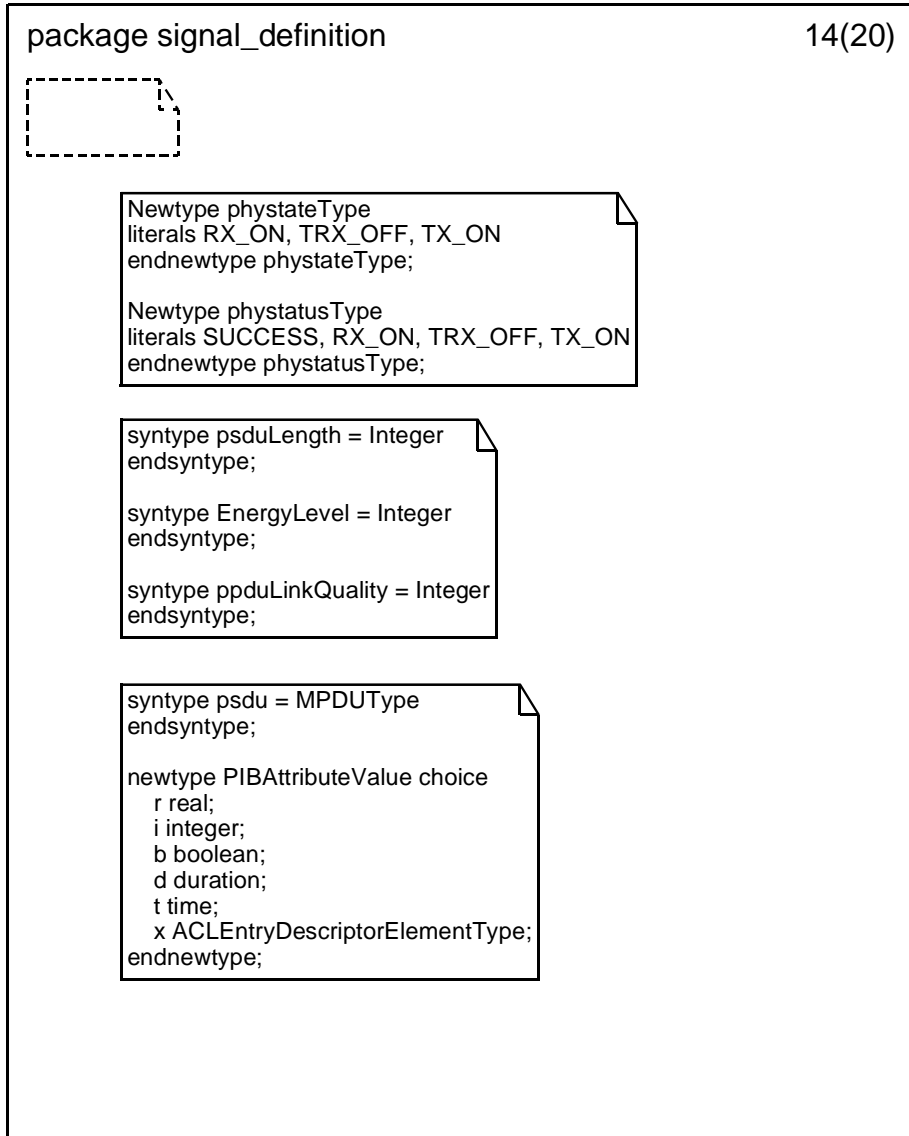 package signal_definition 14(20)
Newtype phystateType
literals RX_ON, TRX_OFF, TX_ON
endnewtype phystateType;
Newtype phystatusType
literals SUCCESS, RX_ON, TRX_OFF, TX_ON
endnewtype phystatusType;
syntype psduLength = Integer
endsyntype;
syntype EnergyLevel = Integer
endsyntype;
syntype ppduLinkQuality = Integer
endsyntype;
syntype psdu = MPDUType
endsyntype;
newtype PIBAttributeValue choice
r real;
i integer;
b boolean;
d duration;
t time;
x ACLEntryDescriptorElementType;
endnewtype;